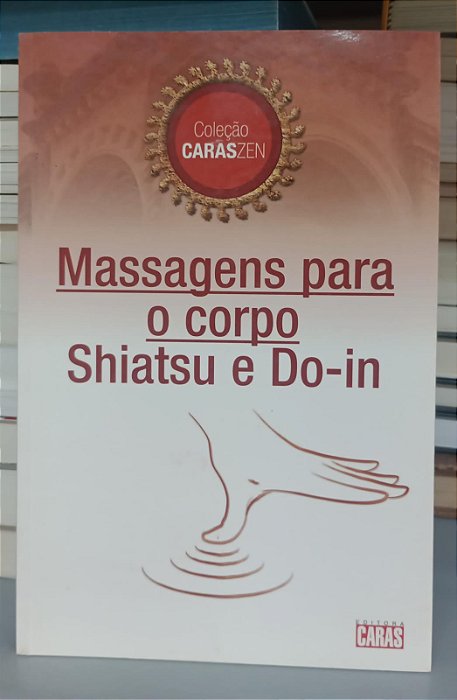 Coleção
CARASZEN
Massagens para
o corpo
Shiatsu e Do-in
EDITORA
CARAS